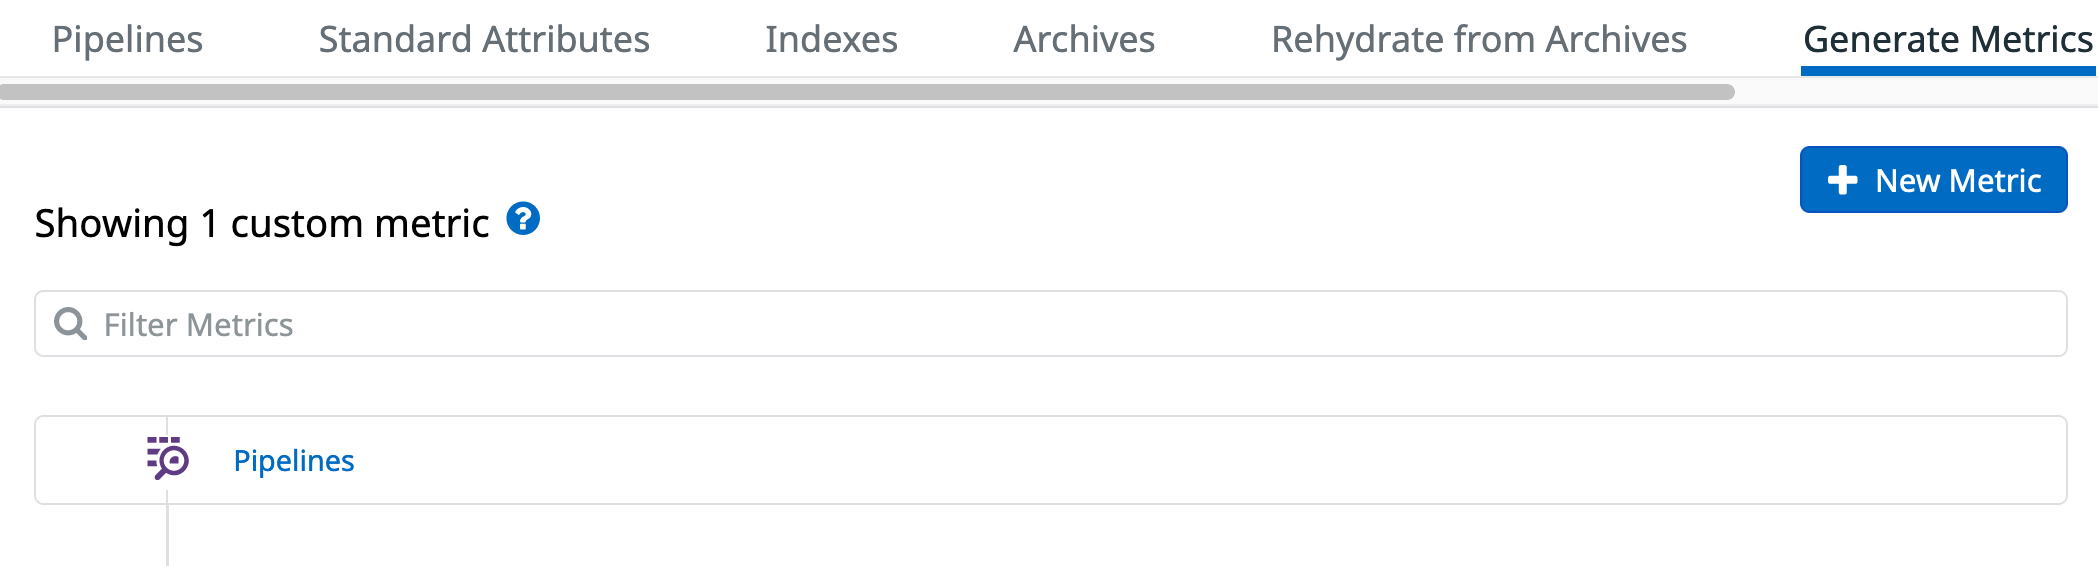 Pipelines Standard Attributes Indexes Archives Rehydrate from Archives Generate Metrics
New Metric
Showing 1 custom metric
Filter Metrics
Pipelines